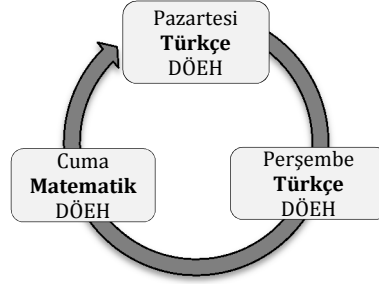 Pazartesi
Türkçe
DÖEH
Perşembe
Türkçe
DÖEH
Cuma
Matematik
DÖEH